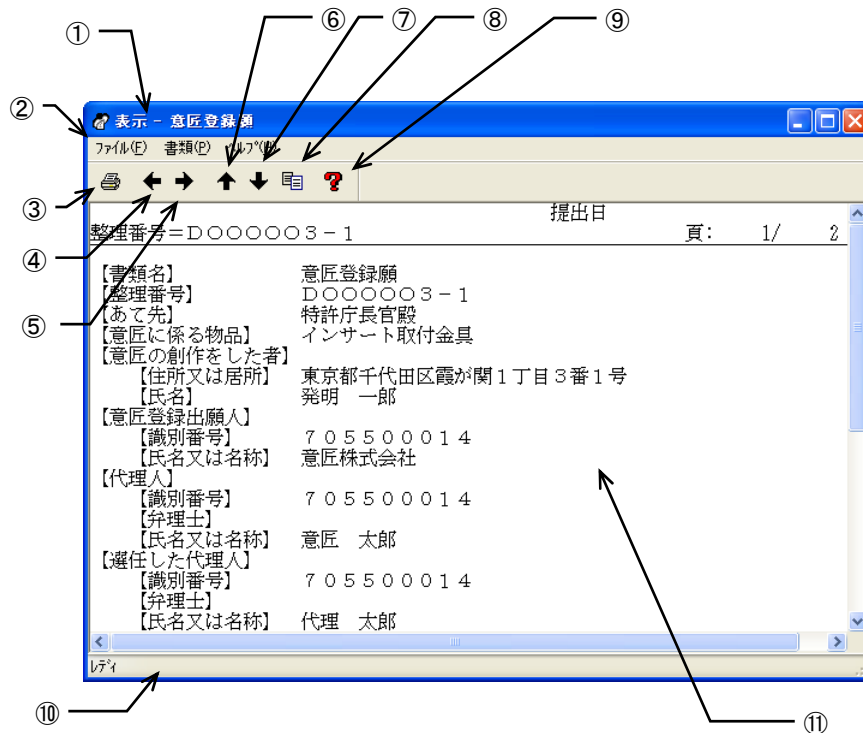 ⑥ ⑦ ⑧ ⑨
①
②
表示 - 意匠登録願
ファイル(F) 書類(P) ヘルプ(H)
③
提出日
整理番号=D000003-1 頁: 1/ 2
④
【書類名】 意匠登録願
【整理番号】 D000003-1
【あて先】 特許庁長官殿
⑤
【意匠に係る物品】 インサート取付金具
【意匠の創作をした者】
【住所又は居所】 東京都千代田区霞が関1丁目3番1号
【氏名】 発明 一郎
【意匠登録出願人】
【識別番号】 705500014
【氏名又は名称】 意匠株式会社
【代理人】
【識別番号】 705500014
【弁理士】
【氏名又は名称】 意匠 太郎
【選任した代理人】
【識別番号】 705500014
【弁理士】
【氏名又は名称】 代理 太郎
レディ
⑩
⑪